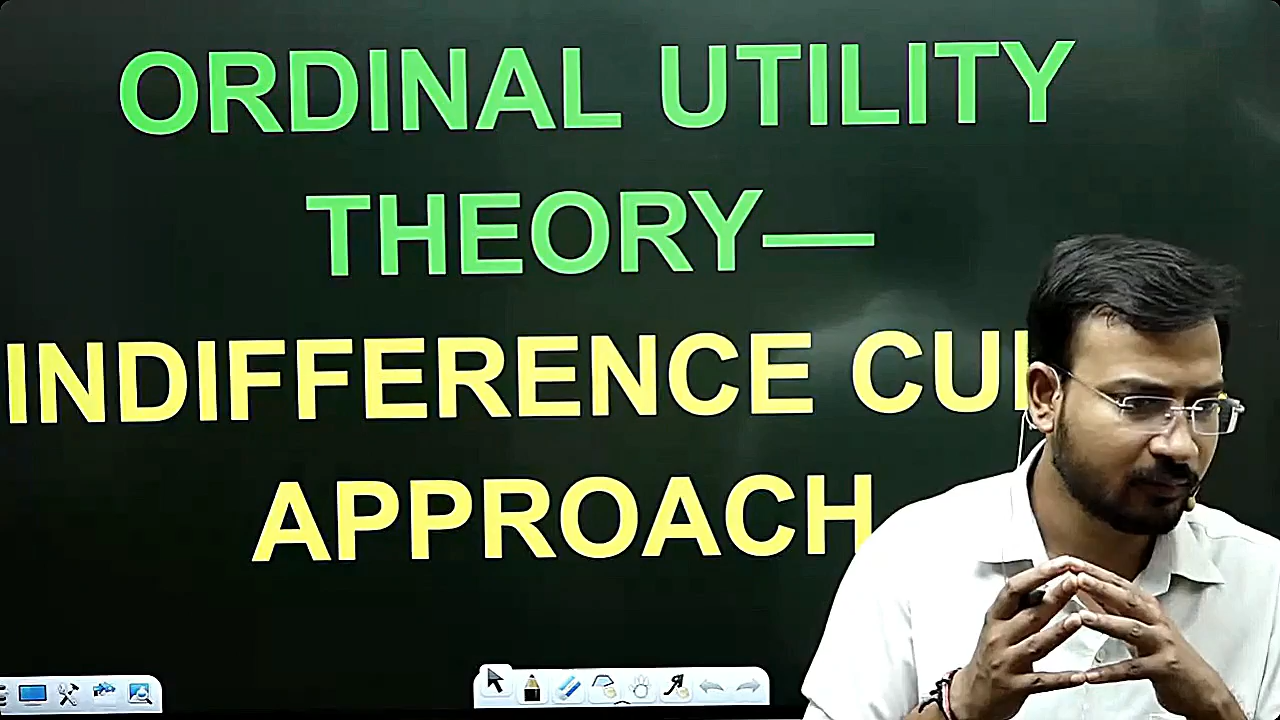 ORDINAL UTILITY
THEORY—
INDIFFERENCE
APPROACH